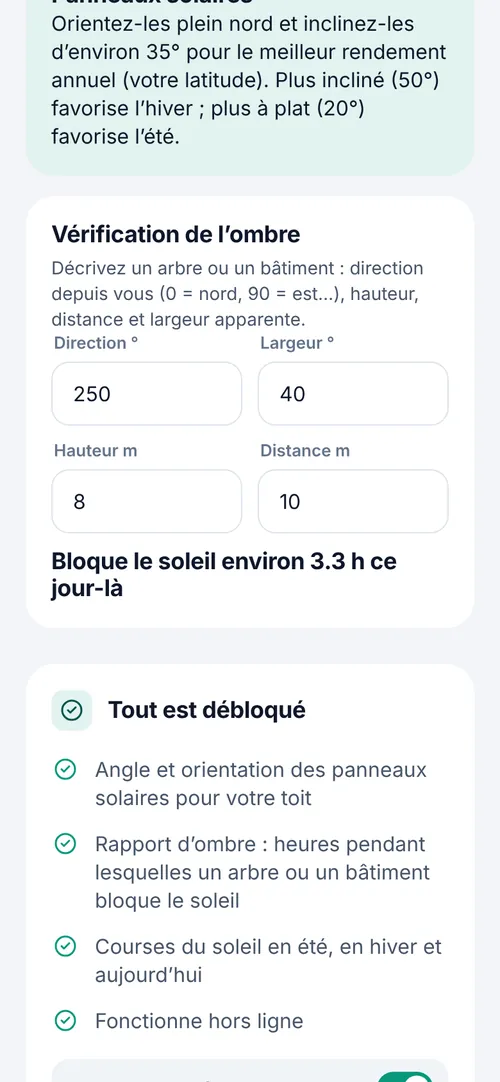 Panneaux solaires
Orientez-les plein nord et inclinez-les
d’environ 35° pour le meilleur rendement
annuel (votre latitude). Plus incliné (50°)
favorise l’hiver ; plus à plat (20°)
favorise l’été.
Vérification de l’ombre
Décrivez un arbre ou un bâtiment : direction
depuis vous (0 = nord, 90 = est…), hauteur,
distance et largeur apparente.
Direction °
Largeur °
250
40
Hauteur m
Distance m
8
10
Bloque le soleil environ 3.3 h ce
jour-là
Tout est débloqué
Angle et orientation des panneaux
solaires pour votre toit
Rapport d’ombre : heures pendant
lesquelles un arbre ou un bâtiment
bloque le soleil
Courses du soleil en été, en hiver et
aujourd’hui
Fonctionne hors ligne